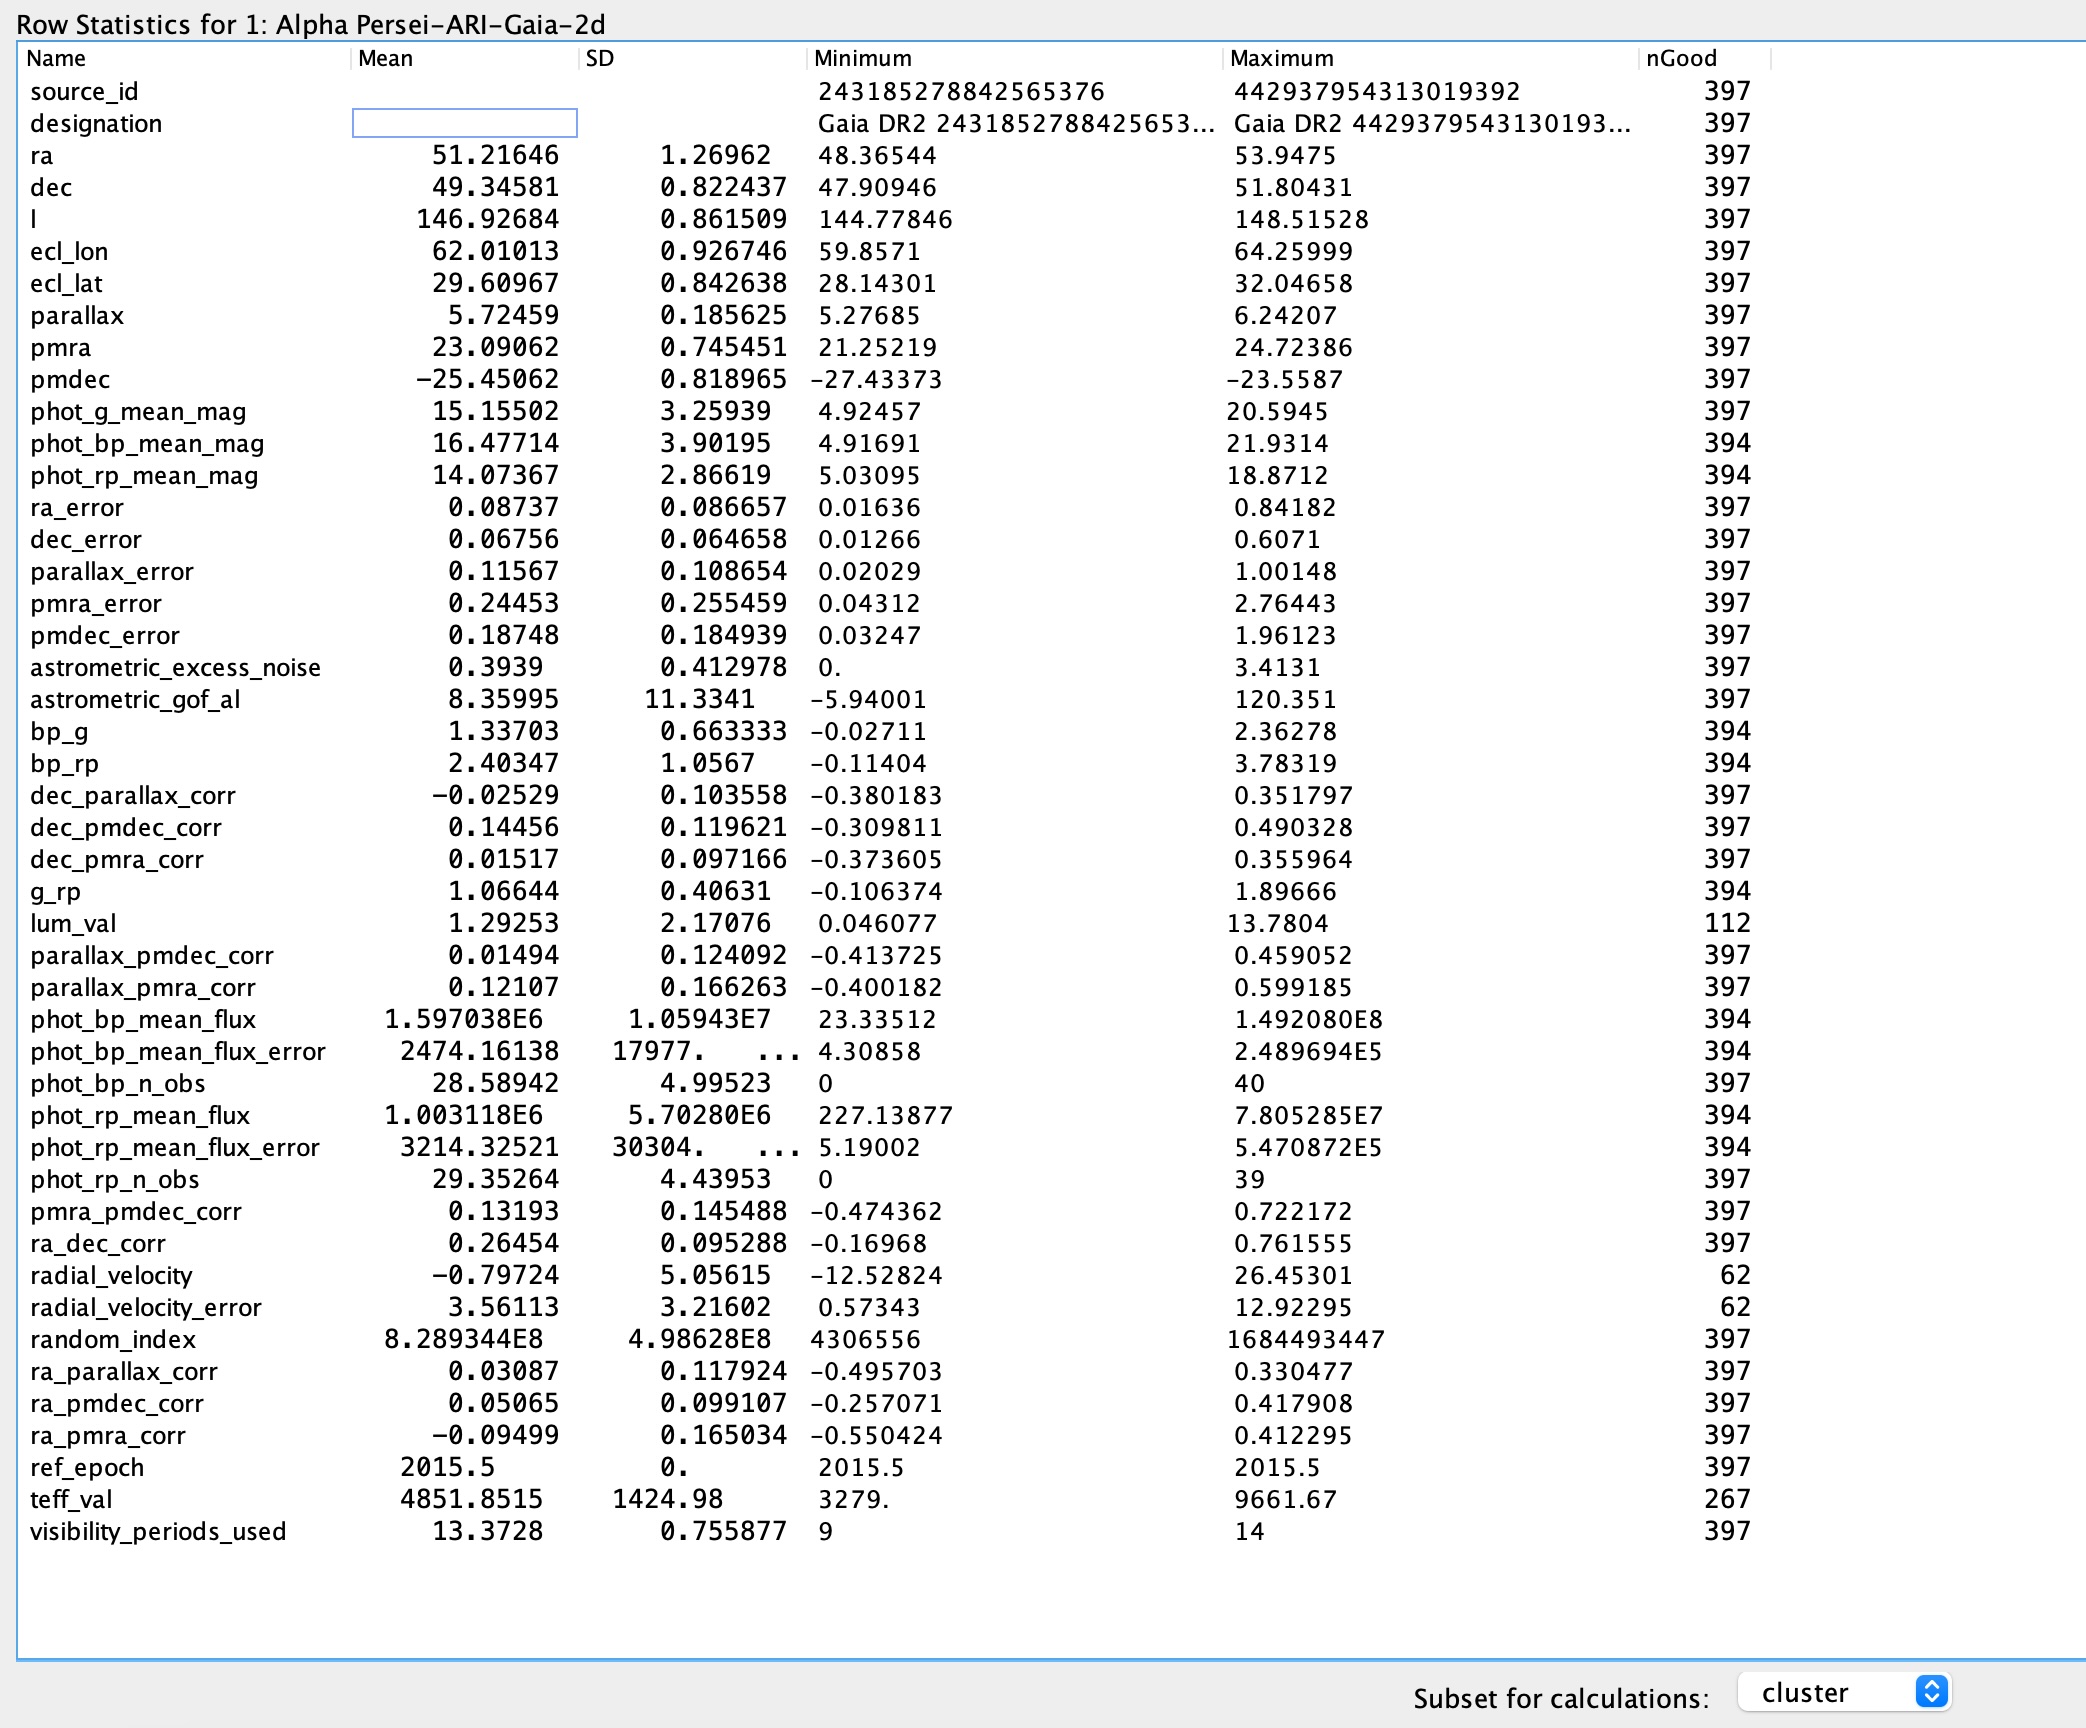 Row Statistics for 1: Alpha Persei-ARI-Gaia-2d
Name Mean SD Minimum Maximum nGood
source_id 243185278842565376 442937954313019392 397
designation Gaia DR2 2431852788425653... Gaia DR2 4429379543130193... 397
ra 51.21646 1.26962 48.36544 53.9475 397
dec 49.34581 0.822437 47.90946 51.80431 397
l 146.92684 0.861509 144.77846 148.51528 397
ecl_lon 62.01013 0.926746 59.8571 64.25999 397
ecl_lat 29.60967 0.842638 28.14301 32.04658 397
parallax 5.72459 0.185625 5.27685 6.24207 397
pmra 23.09062 0.745451 21.25219 24.72386 397
pmdec -25.45062 0.818965 -27.43373 -23.5587 397
phot_g_mean_mag 15.15502 3.25939 4.92457 20.5945 397
phot_bp_mean_mag 16.47714 3.90195 4.91691 21.9314 394
phot_rp_mean_mag 14.07367 2.86619 5.03095 18.8712 394
ra_error 0.08737 0.086657 0.01636 0.84182 397
dec_error 0.06756 0.064658 0.01266 0.6071 397
parallax_error 0.11567 0.108654 0.02029 1.00148 397
pmra_error 0.24453 0.255459 0.04312 2.76443 397
pmdec_error 0.18748 0.184939 0.03247 1.96123 397
astrometric_excess_noise 0.3939 0.412978 0. 3.4131 397
astrometric_gof_al 8.35995 11.3341 -5.94001 120.351 397
bp_g 1.33703 0.663333 -0.02711 2.36278 394
bp_rp 2.40347 1.0567 -0.11404 3.78319 394
dec_parallax_corr -0.02529 0.103558 -0.380183 0.351797 397
dec_pmdec_corr 0.14456 0.119621 -0.309811 0.490328 397
dec_pmra_corr 0.01517 0.097166 -0.373605 0.355964 397
g_rp 1.06644 0.40631 -0.106374 1.89666 394
lum_val 1.29253 2.17076 0.046077 13.7804 112
parallax_pmdec_corr 0.01494 0.124092 -0.413725 0.459052 397
parallax_pmra_corr 0.12107 0.166263 -0.400182 0.599185 397
phot_bp_mean_flux 1.597038E6 1.05943E7 23.33512 1.492080E8 394
phot_bp_mean_flux_error 2474.16138 17977. ... 4.30858 2.489694E5 394
phot_bp_n_obs 28.58942 4.99523 0 40 397
phot_rp_mean_flux 1.003118E6 5.70280E6 227.13877 7.805285E7 394
phot_rp_mean_flux_error 3214.32521 30304. ... 5.19002 5.470872E5 394
phot_rp_n_obs 29.35264 4.43953 0 39 397
pmra_pmdec_corr 0.13193 0.145488 -0.474362 0.722172 397
ra_dec_corr 0.26454 0.095288 -0.16968 0.761555 397
radial_velocity -0.79724 5.05615 -12.52824 26.45301 62
radial_velocity_error 3.56113 3.21602 0.57343 12.92295 62
random_index 8.289344E8 4.98628E8 4306556 1684493447 397
ra_parallax_corr 0.03087 0.117924 -0.495703 0.330477 397
ra_pmdec_corr 0.05065 0.099107 -0.257071 0.417908 397
ra_pmra_corr -0.09499 0.165034 -0.550424 0.412295 397
ref_epoch 2015.5 0. 2015.5 2015.5 397
teff_val 4851.8515 1424.98 3279. 9661.67 267
visibility_periods_used 13.3728 0.755877 9 14 397
Subset for calculations: cluster